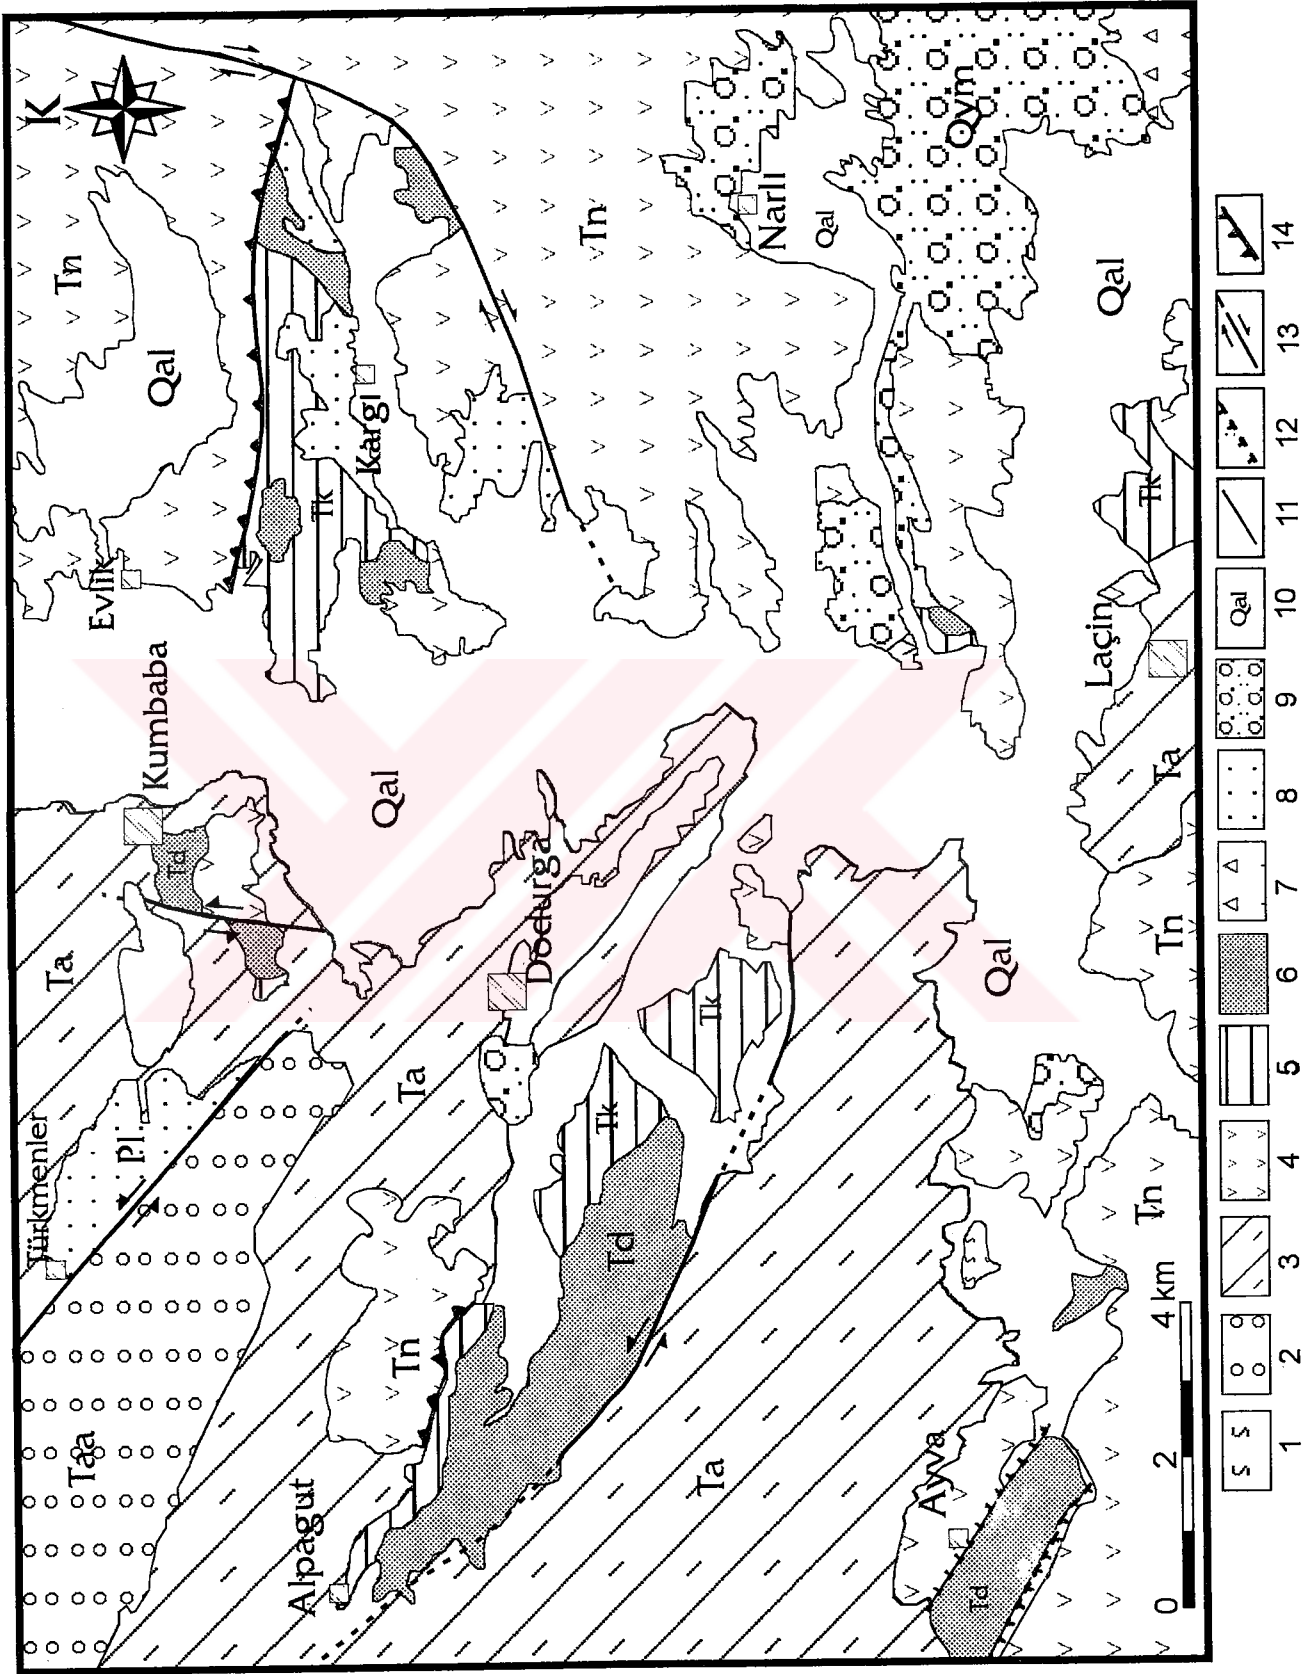 K
Türkmenler
Kumbaba
Evlik
Tn
Ta
Pl.
Taa
Td
Qal
Tk
Kargı
Tn
Qal
Ta
Tn
Alpagut
Dodurga
Tk
Td
Tk
Narlı
Qal
Qym
Ta
Ayva
Td
Qal
Qal
Laçin
Tk
Ta
Tn
Tn
0 2 4 km
1 2 3 4 5 6 7 8 9 10 11 12 13 14
s s
s s
Qal